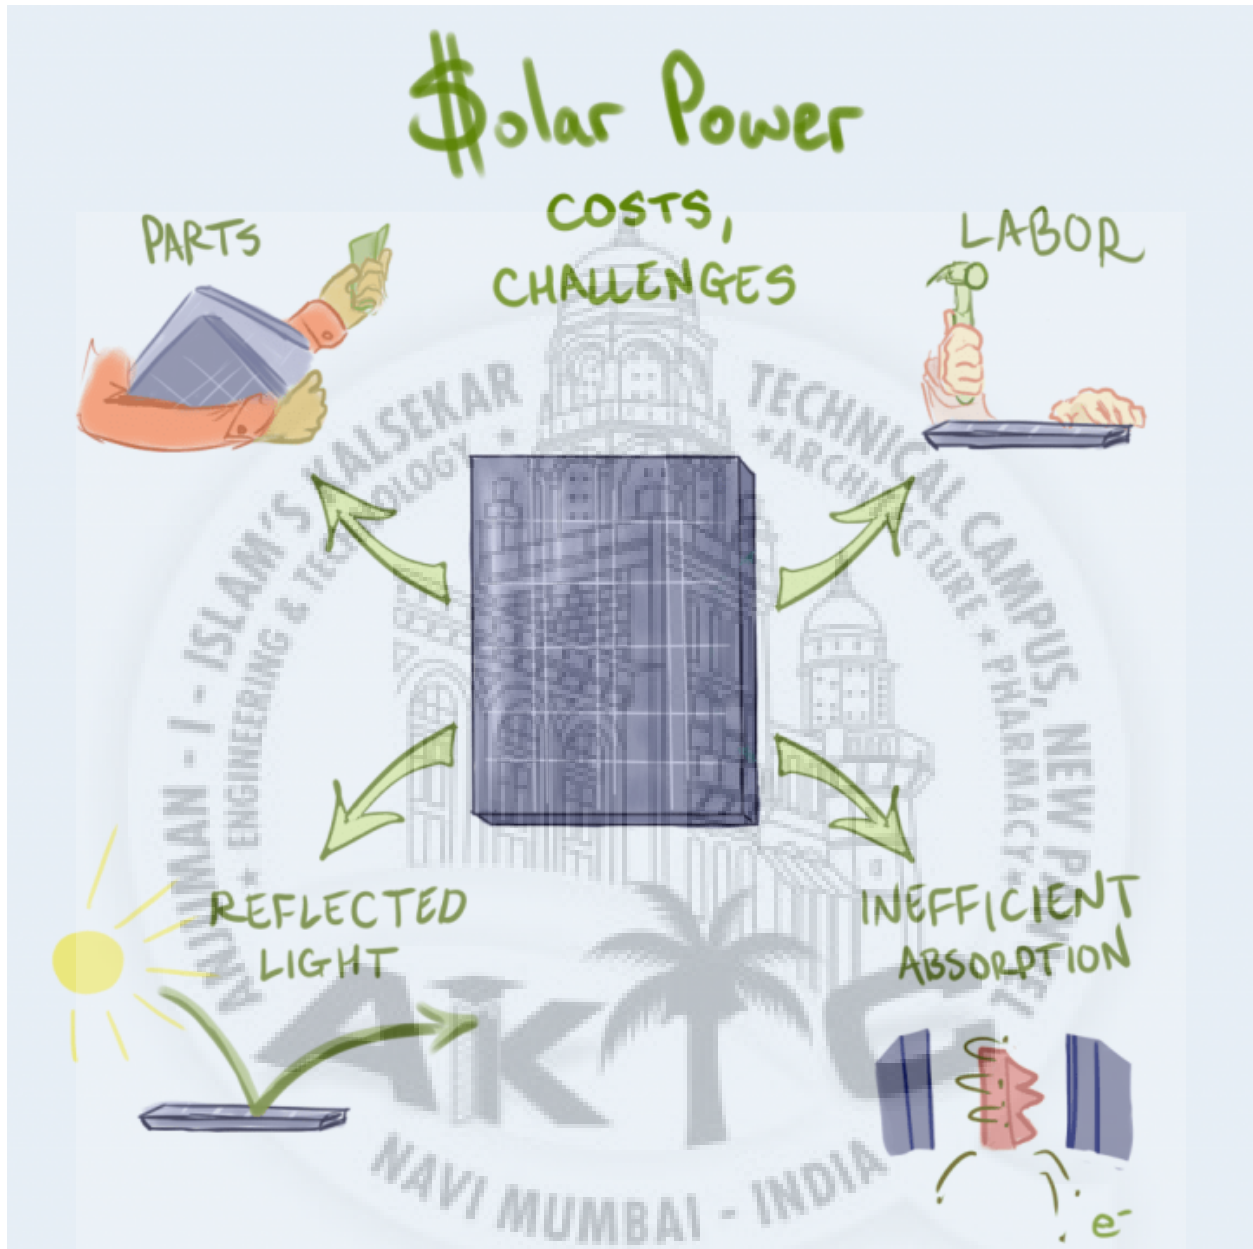 $olar Power
COSTS,
CHALLENGES
PARTS
LABOR
REFLECTED
LIGHT
INEFFICIENT
ABSORPTION
e⁻
ANJUMAN - I - ISLAM'S KALSEKAR TECHNICAL CAMPUS, NEW PANVEL
★ ENGINEERING & TECHNOLOGY ★ ★ ARCHITECTURE ★ PHARMACY ★
AIKTC
NAVI MUMBAI - INDIA